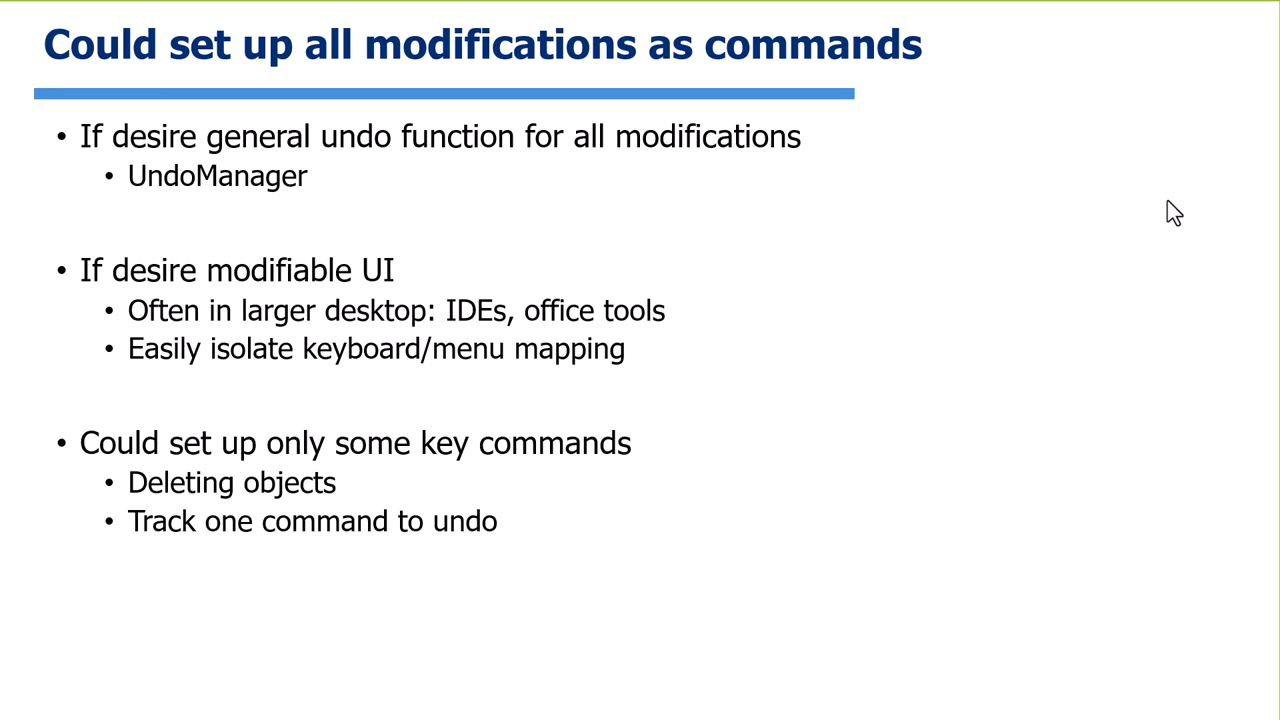 Could set up all modifications as commands
• If desire general undo function for all modifications
• UndoManager
• If desire modifiable UI
• Often in larger desktop: IDEs, office tools
• Easily isolate keyboard/menu mapping
• Could set up only some key commands
• Deleting objects
• Track one command to undo